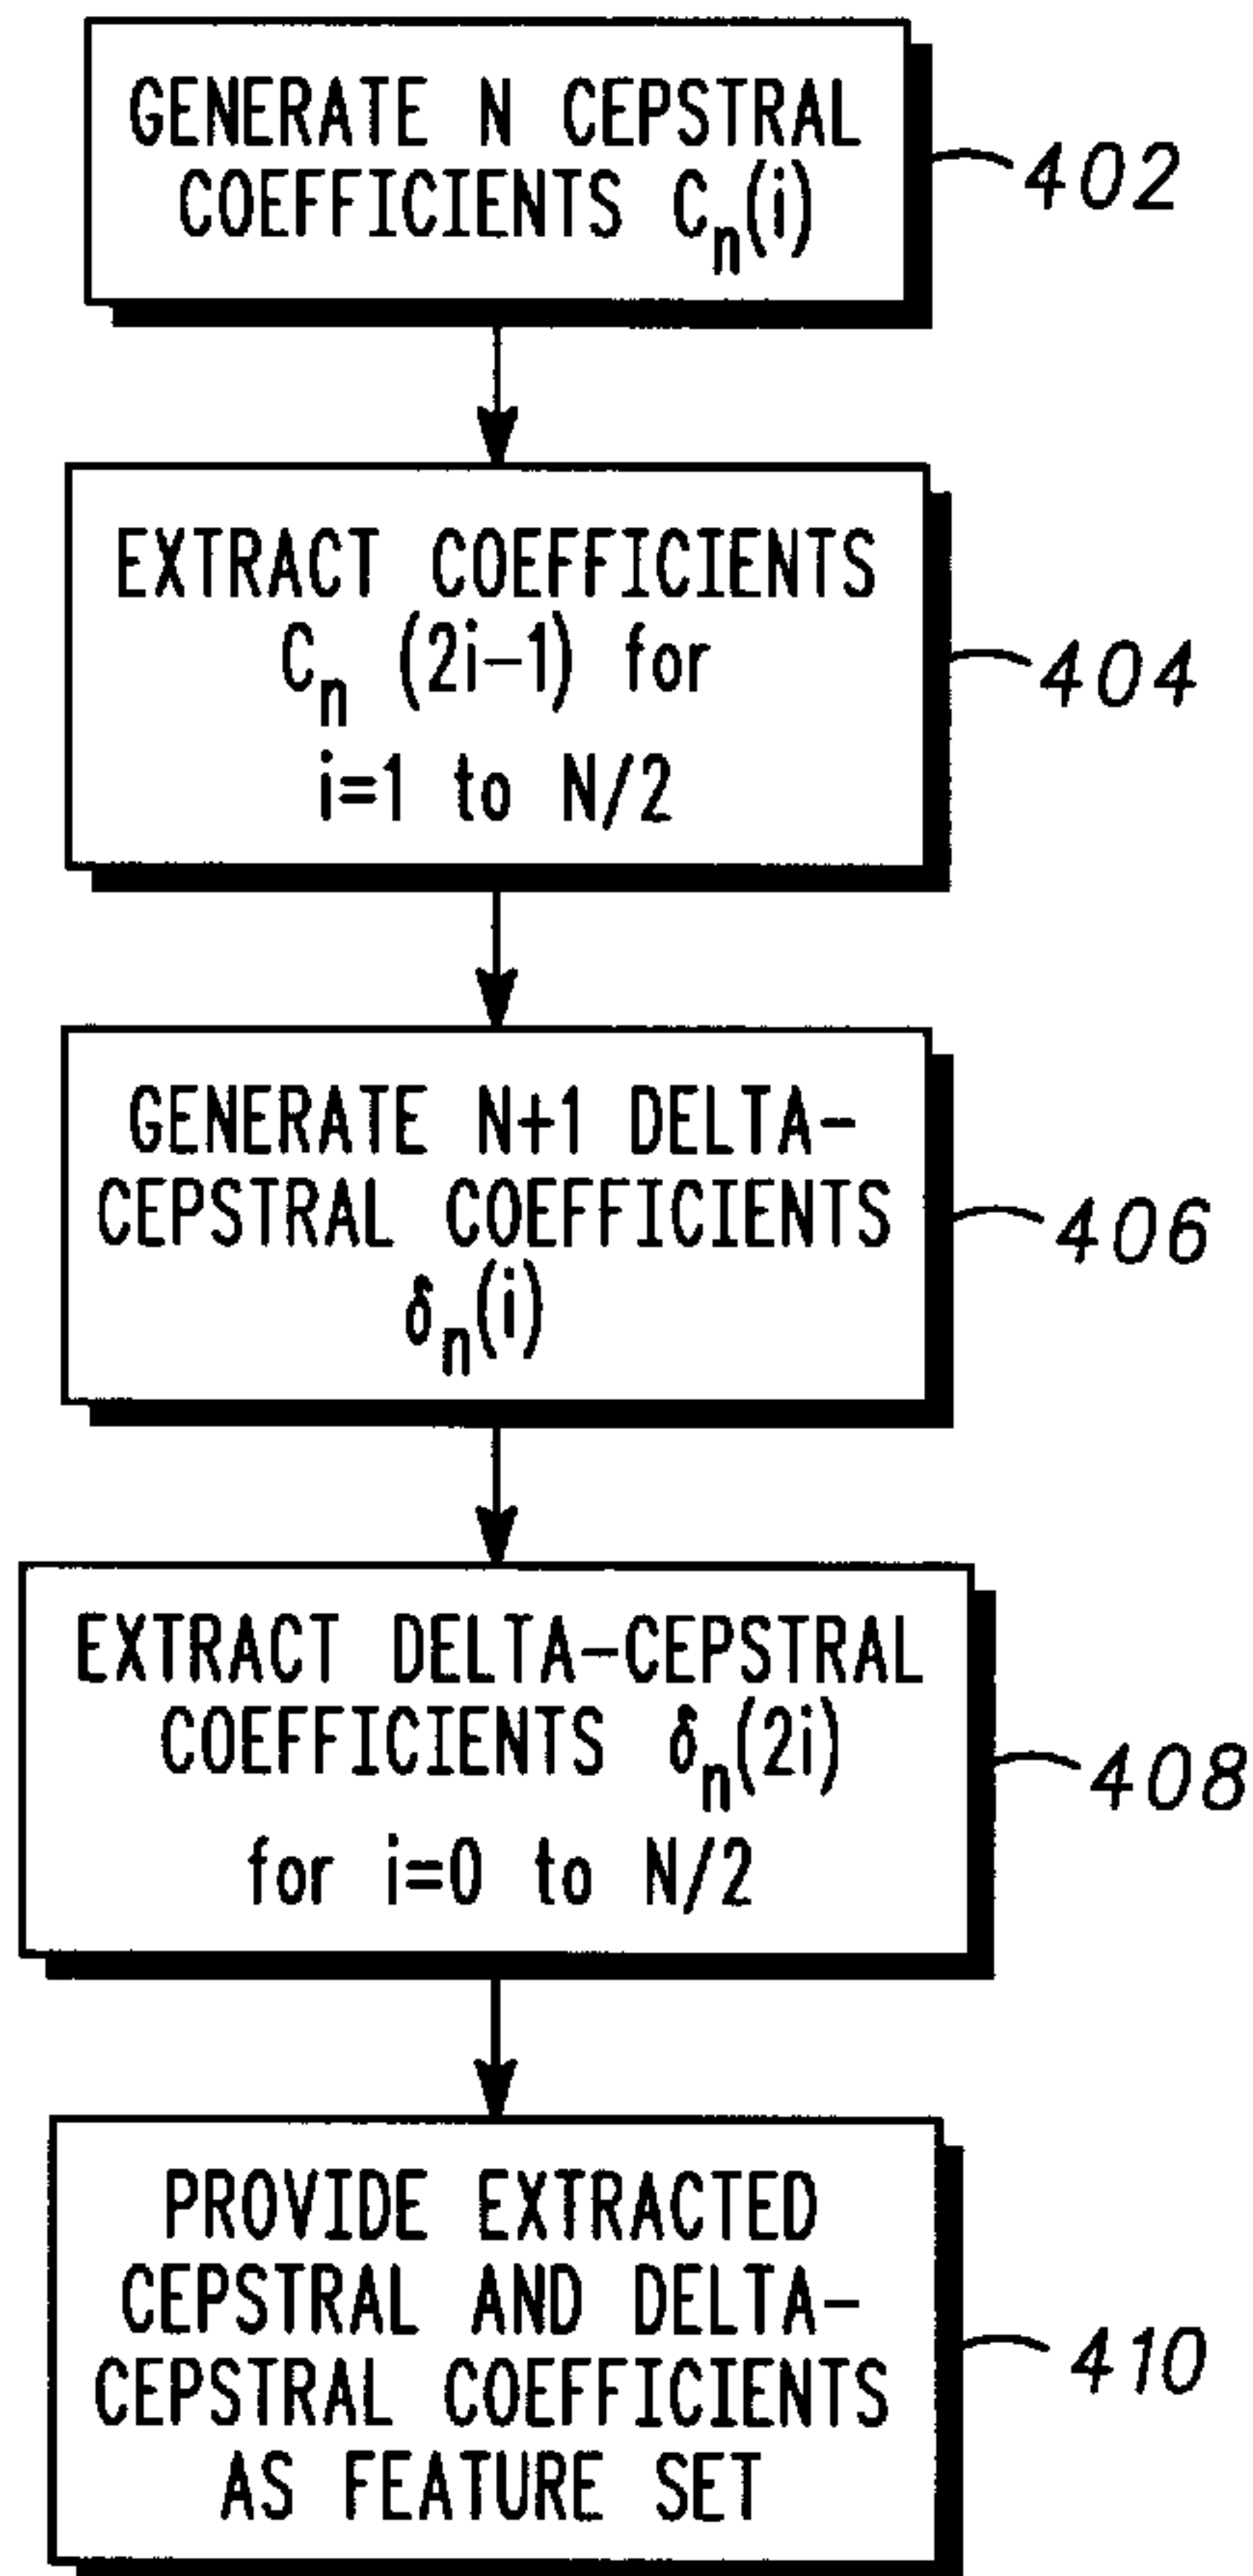 GENERATE N CEPSTRAL
COEFFICIENTS Cₙ(i)
402
EXTRACT COEFFICIENTS
Cₙ (2i-1) for
i=1 to N/2
404
GENERATE N+1 DELTA-
CEPSTRAL COEFFICIENTS
δₙ(i)
406
EXTRACT DELTA-CEPSTRAL
COEFFICIENTS δₙ(2i)
for i=0 to N/2
408
PROVIDE EXTRACTED
CEPSTRAL AND DELTA-
CEPSTRAL COEFFICIENTS
AS FEATURE SET
410